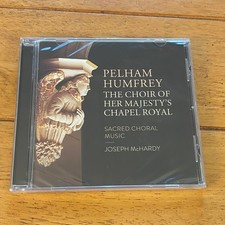 PELHAM
HUMFREY
THE CHOIR OF
HER MAJESTY'S
CHAPEL ROYAL
SACRED CHORAL
MUSIC
JOSEPH McHARDY